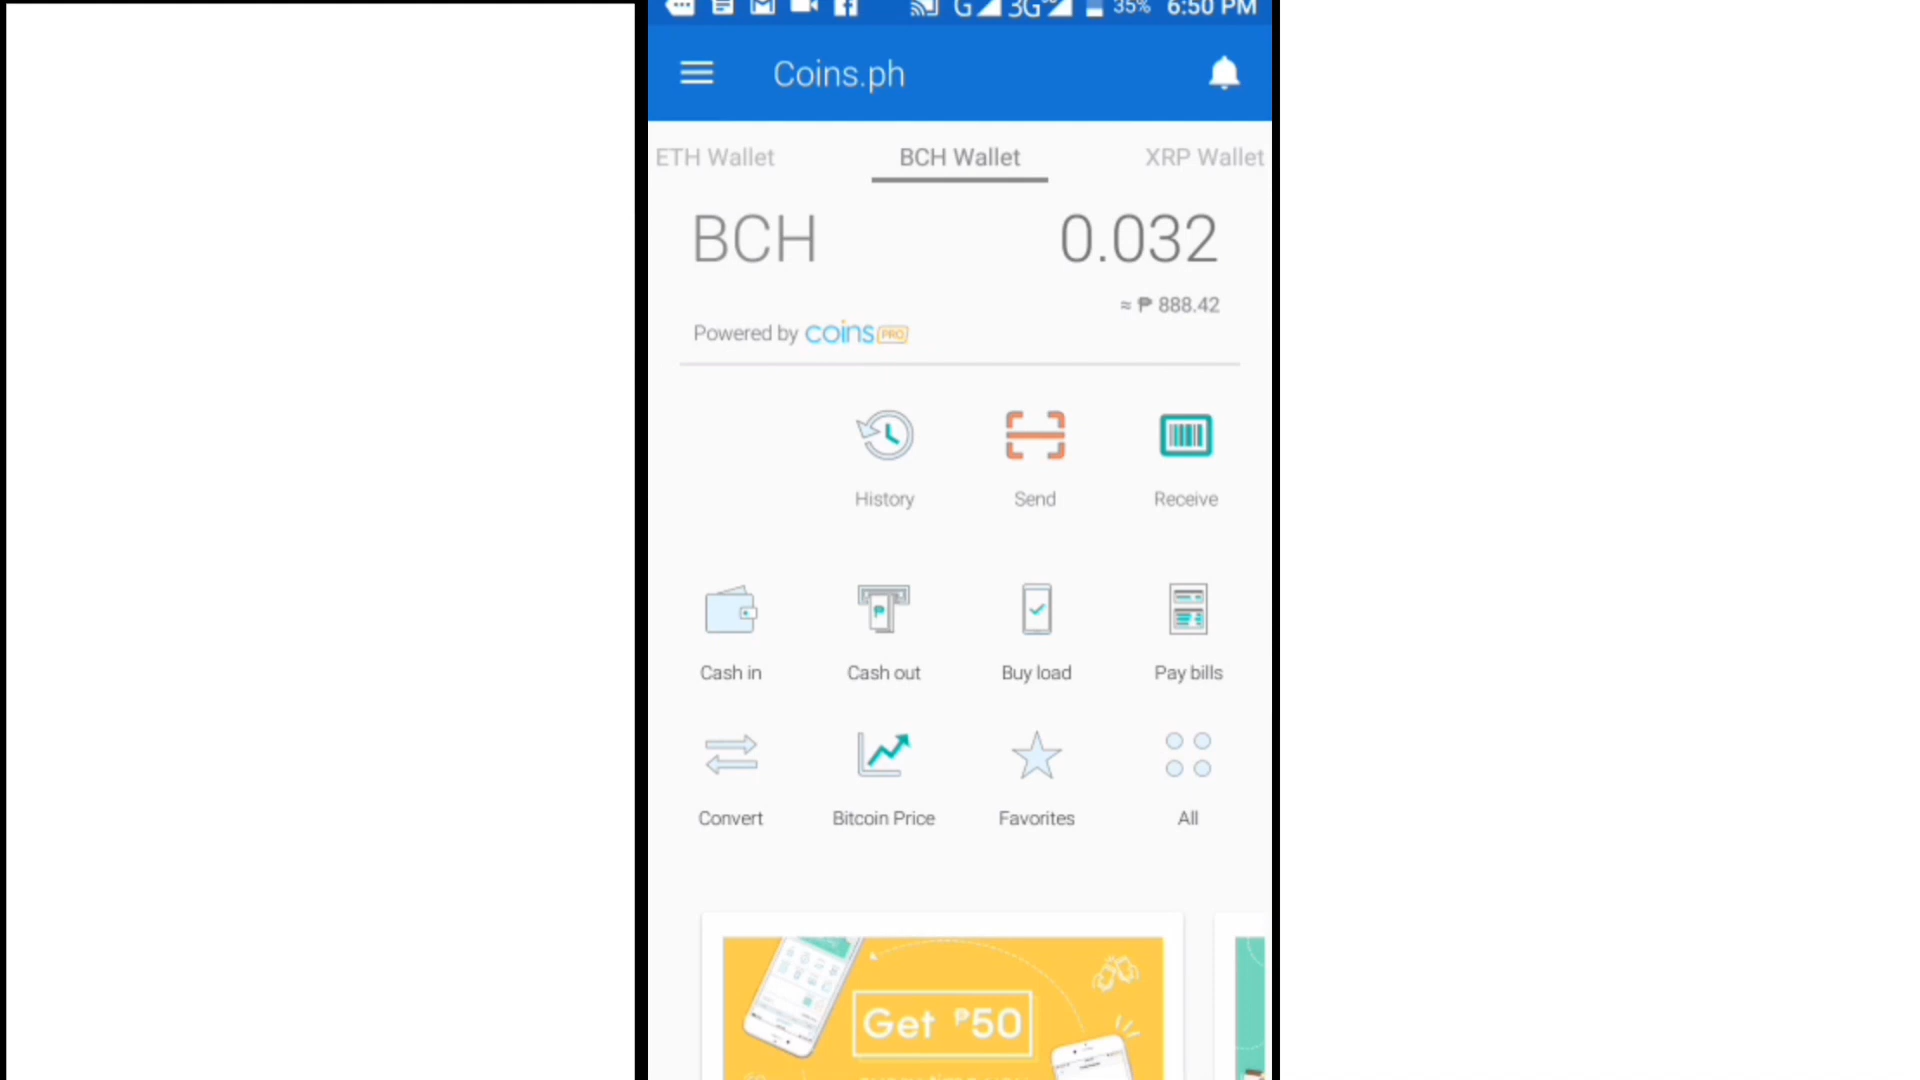 G 3G 35% 6:50 PM
Coins.ph
ETH Wallet BCH Wallet XRP Wallet
BCH 0.032
≈ ₱ 888.42
Powered by coins PRO
History Send Receive
Cash in Cash out Buy load Pay bills
Convert Bitcoin Price Favorites All
Get ₱50